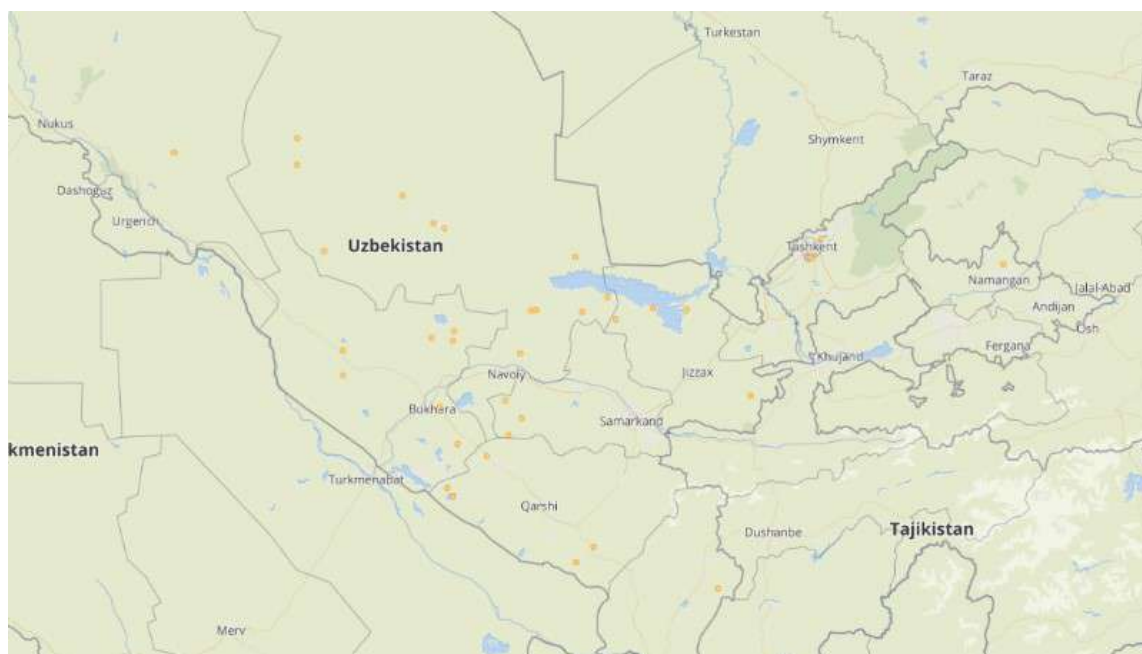 Turkestan
Taraz
Nukus
Shymkent
Dashoguz
Urgench
Uzbekistan
Tashkent
Namangan
Jalal-Abad
Andijan
Osh
Fergana
Khujand
Navoiy
Jizzax
Bukhara
Samarkand
kmenistan
Turkmenabat
Qarshi
Dushanbe
Tajikistan
Merv